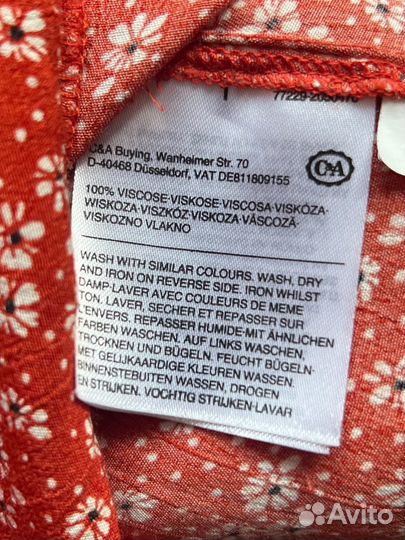 C&A Buying, Wanheimer Str. 70
D-40468 Düsseldorf, VAT DE811809155
C&A
100% VISCOSE-VISKOSE-VISCOSA-VISKÓZA-
WISKOZA-VISZKÓZ-VISKOZA-VÂSCOZĂ-
VISKOZNO VLAKNO
WASH WITH SIMILAR COLOURS. WASH, DRY
AND IRON ON REVERSE SIDE. IRON WHILST
DAMP-LAVER AVEC COULEURS DE MEME
TON. LAVER, SECHER ET REPASSER SUR
L'ENVERS. REPASSER HUMIDE-MIT ÄHNLICHEN
FARBEN WASCHEN. AUF LINKS WASCHEN,
TROCKNEN UND BÜGELN. FEUCHT BÜGELN-
MET GELIJKAARDIGE KLEUREN WASSEN.
BINNENSTEBUITEN WASSEN, DROGEN
EN STRIJKEN. VOCHTIG STRIJKEN-LAVAR
Avito